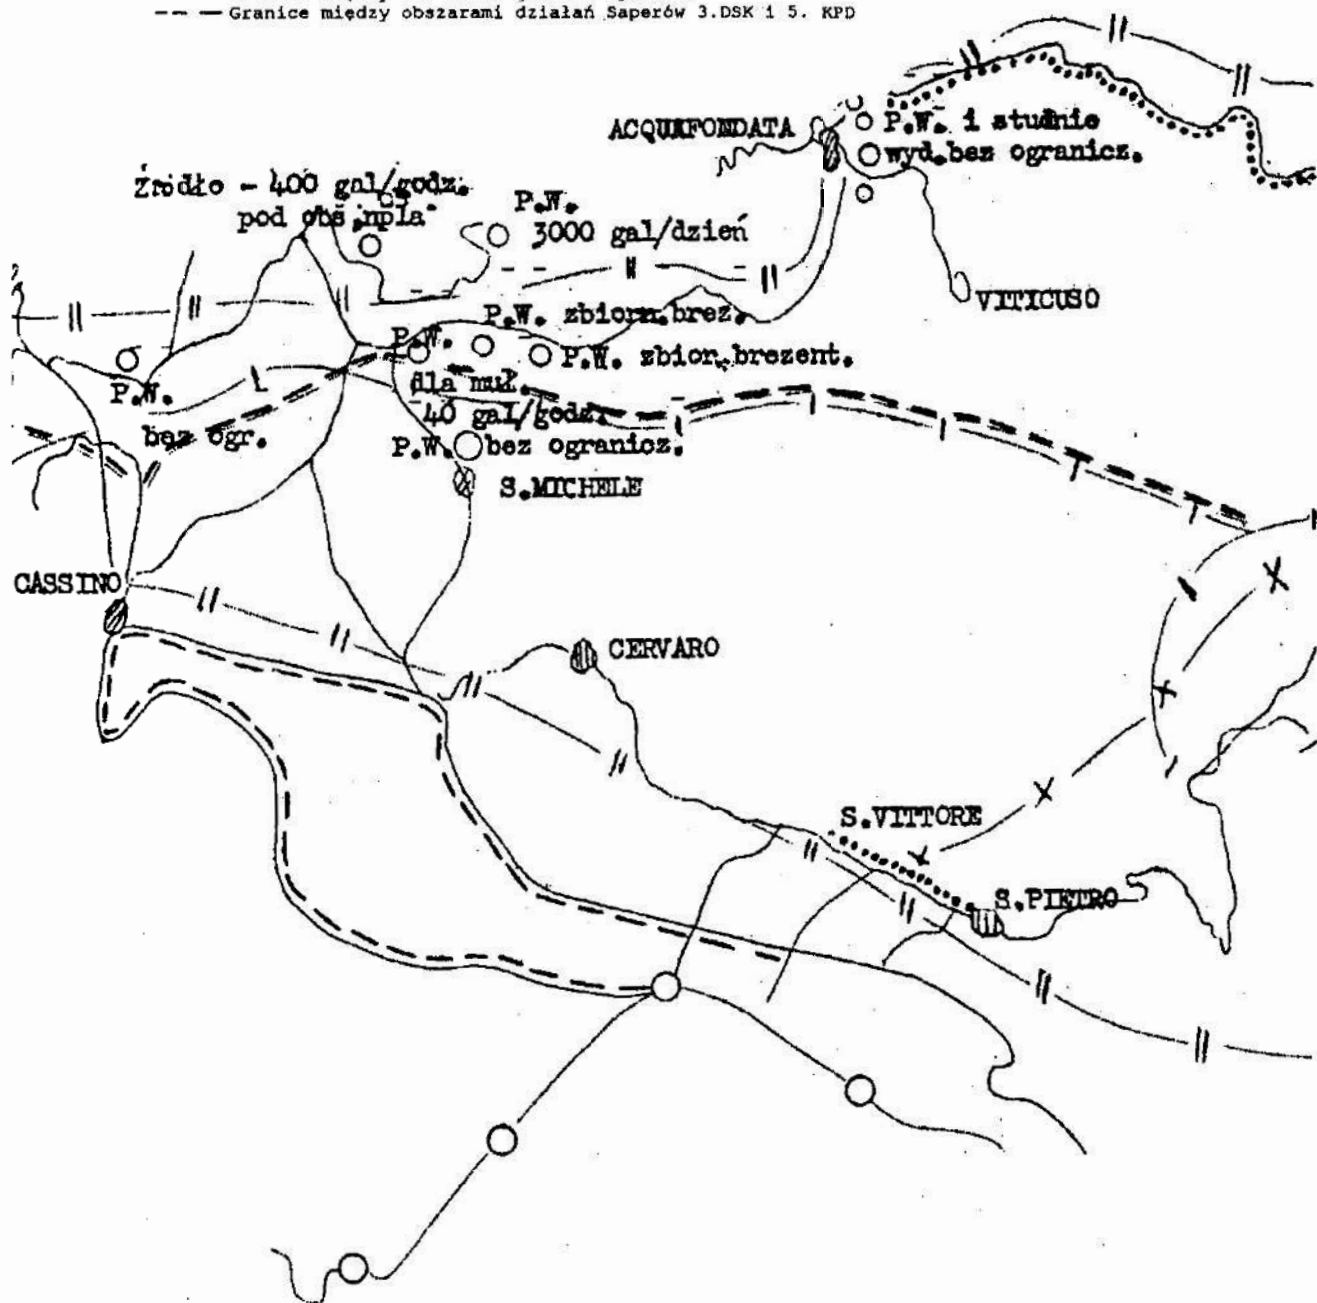 — — — Granice między obszarami działań Saperów 3.DSK i 5. KPD
ACQUAFONDATA
P.W. i studnie
wyd.bez ogranicz.
Źródło - 400 gal/godz.
pod obs npla
P.W.
3000 gal/dzień
VITICUSO
P.W. zbiorn.brez.
P.W.
P.W. zbior.brezent.
P.W.
bez ogr.
dla muł.
40 gal/godz.
P.W. bez ogranicz.
S.MICHELE
CASSINO
CERVARO
S.VITTORE
S.PIETRO